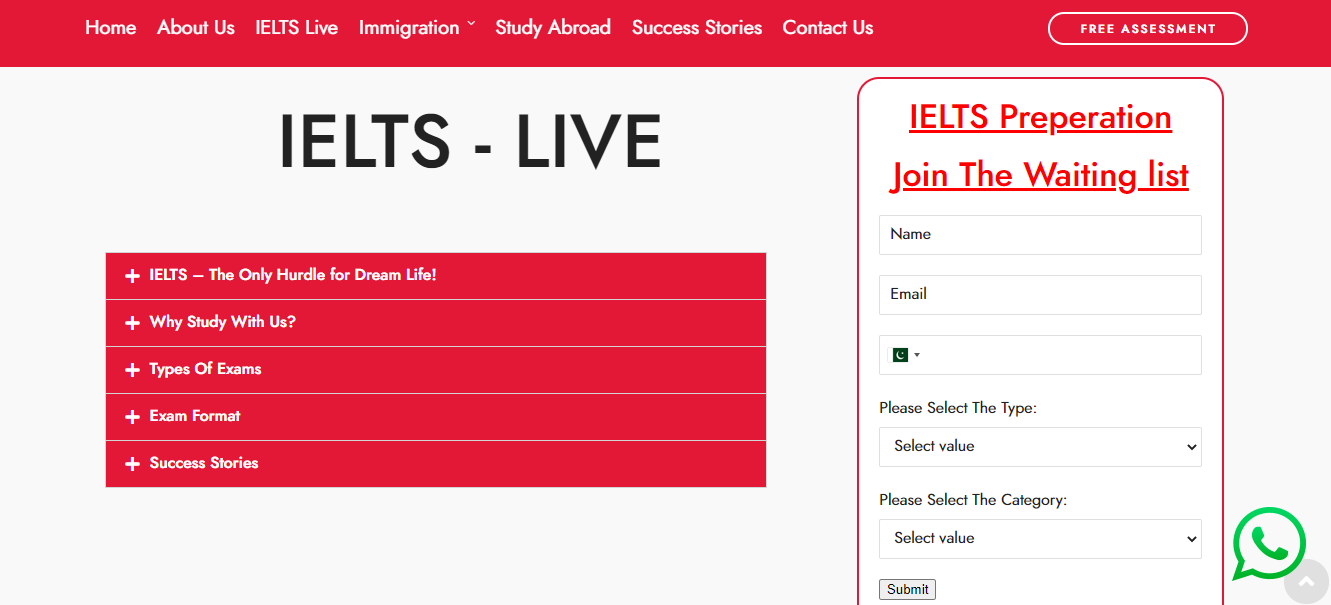 Home About Us IELTS Live Immigration Study Abroad Success Stories Contact Us FREE ASSESSMENT
IELTS - LIVE
IELTS – The Only Hurdle for Dream Life!
Why Study With Us?
Types Of Exams
Exam Format
Success Stories
IELTS Preperation
Join The Waiting list
Name
Email
Please Select The Type:
Select value
Please Select The Category:
Select value
Submit